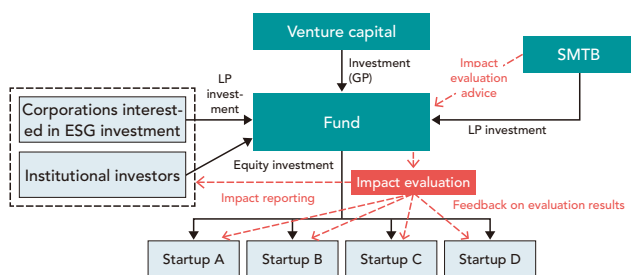 Venture capital
SMTB
Investment
(GP)
Impact
evaluation
advice
LP
invest-
ment
Corporations interest-
ed in ESG investment
Fund
LP investment
Institutional investors
Equity investment
Impact evaluation
Impact reporting
Feedback on evaluation results
Startup A
Startup B
Startup C
Startup D